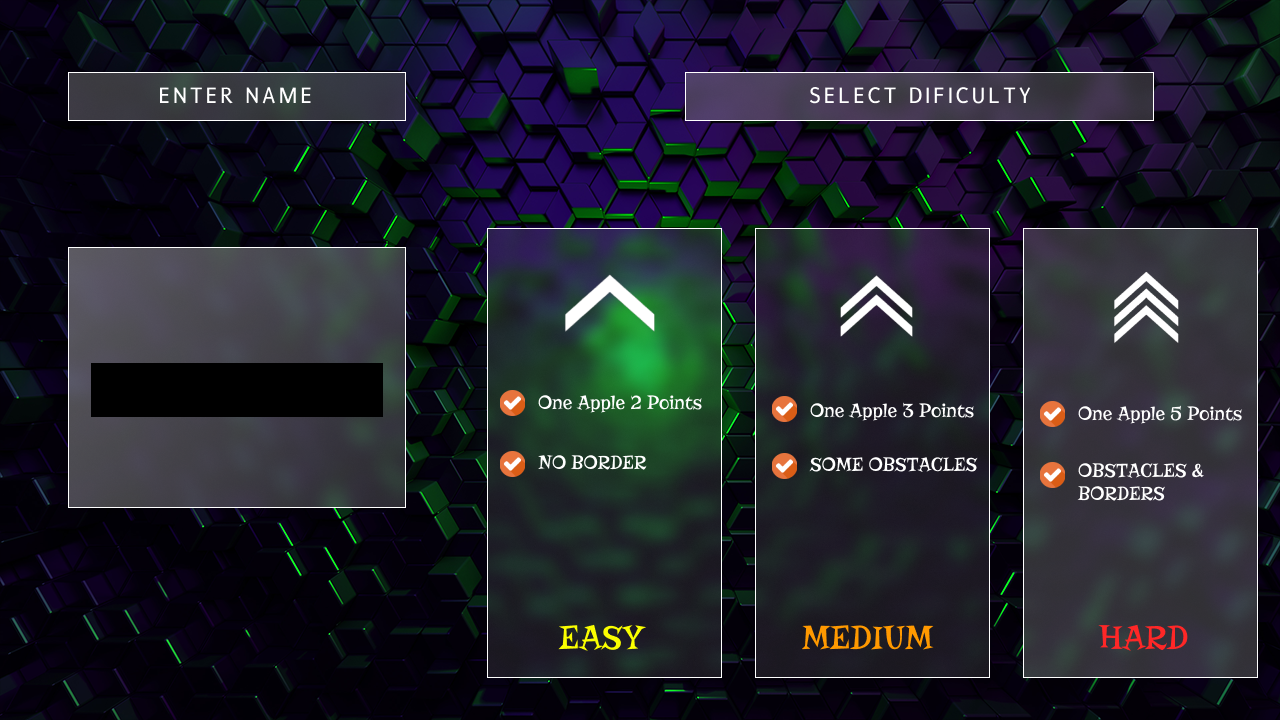 ENTER NAME
SELECT DIFICULTY
One Apple 2 Points
NO BORDER
EASY
One Apple 3 Points
SOME OBSTACLES
MEDIUM
One Apple 5 Points
OBSTACLES &
BORDERS
HARD